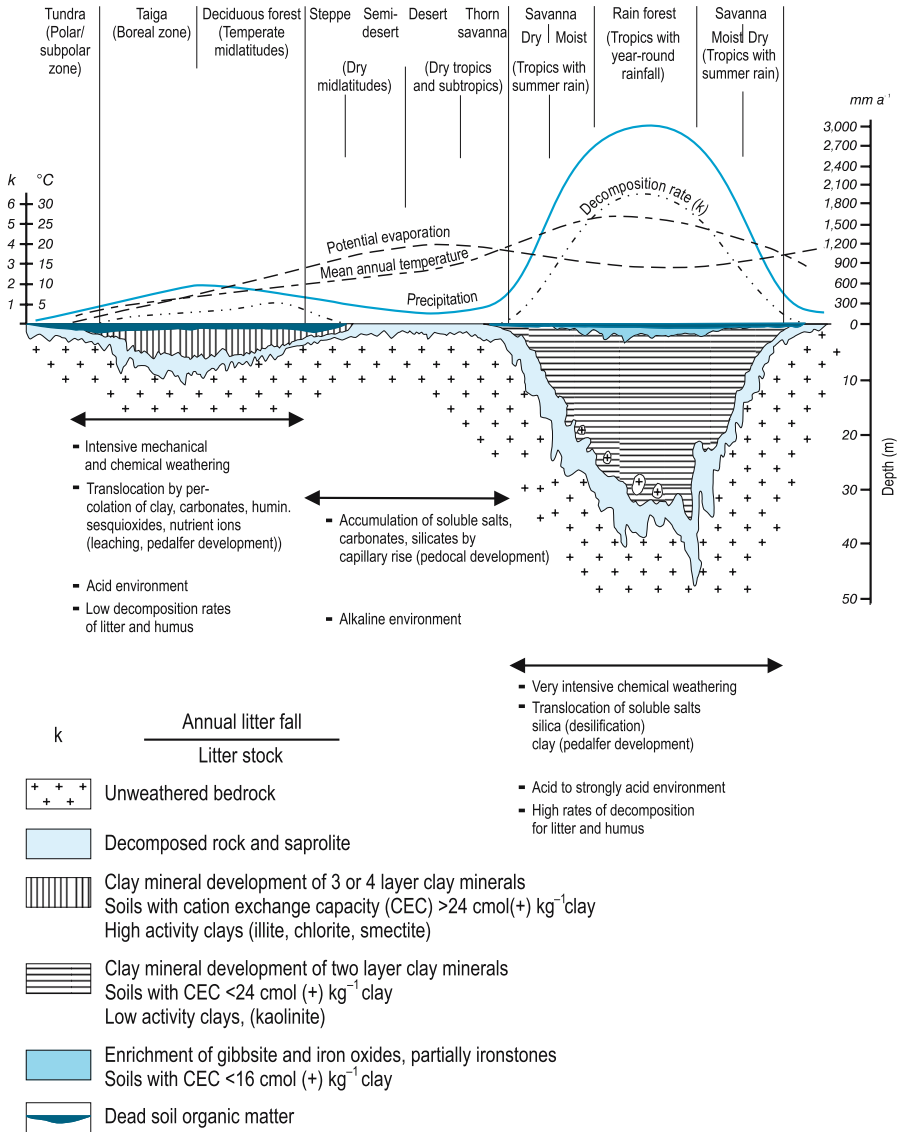 Tundra
(Polar/
subpolar
zone)
Taiga
(Boreal zone)
Deciduous forest
(Temperate
midlatitudes)
Steppe
Semi-
desert
(Dry
midlatitudes)
Desert
Thorn
savanna
(Dry tropics
and subtropics)
Savanna
Dry
Moist
(Tropics with
summer rain)
Rain forest
(Tropics with
year-round
rainfall)
Savanna
Moist
Dry
(Tropics with
summer rain)
mm a⁻¹
3,000
2,700
2,400
2,100
1,800
1,500
1,200
900
600
300
0
10
20
30
40
50
Depth (m)
k °C
6 30
5 25
4 20
3 15
2 10
1 5
Decomposition rate (k)
Potential evaporation
Mean annual temperature
Precipitation
- Intensive mechanical
and chemical weathering
- Translocation by per-
colation of clay, carbonates, humin.
sesquioxides, nutrient ions
(leaching, pedalfer development))
- Acid environment
- Low decomposition rates
of litter and humus
- Accumulation of soluble salts,
carbonates, silicates by
capillary rise (pedocal development)
- Alkaline environment
- Very intensive chemical weathering
- Translocation of soluble salts
silica (desilification)
clay (pedalfer development)
- Acid to strongly acid environment
- High rates of decomposition
for litter and humus
k
Annual litter fall
Litter stock
Unweathered bedrock
Decomposed rock and saprolite
Clay mineral development of 3 or 4 layer clay minerals
Soils with cation exchange capacity (CEC) >24 cmol(+) kg⁻¹clay
High activity clays (illite, chlorite, smectite)
Clay mineral development of two layer clay minerals
Soils with CEC <24 cmol (+) kg⁻¹ clay
Low activity clays, (kaolinite)
Enrichment of gibbsite and iron oxides, partially ironstones
Soils with CEC <16 cmol (+) kg⁻¹ clay
Dead soil organic matter